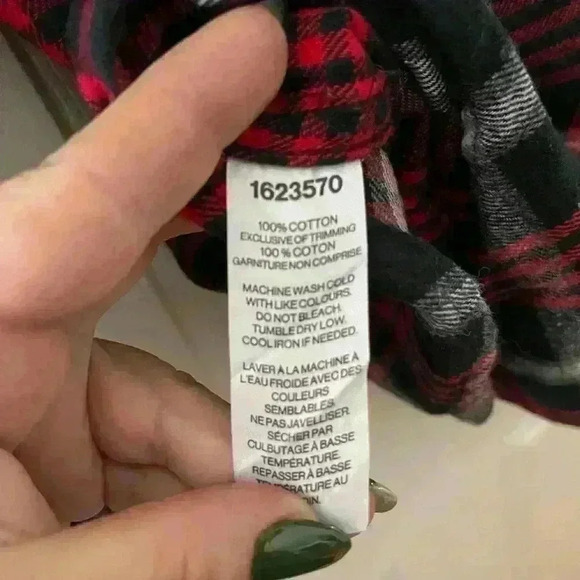 1623570
100% COTTON
EXCLUSIVE OF TRIMMING
100 % COTON
GARNITURE NON COMPRISE
MACHINE WASH COLD
WITH LIKE COLOURS.
DO NOT BLEACH.
TUMBLE DRY LOW.
COOL IRON IF NEEDED.
LAVER À LA MACHINE À
L'EAU FROIDE AVEC DES
COULEURS
SEMBLABLES.
NE PAS JAVELLISER.
SÉCHER PAR
CULBUTAGE À BASSE
TEMPÉRATURE.
REPASSER À BASSE
AU